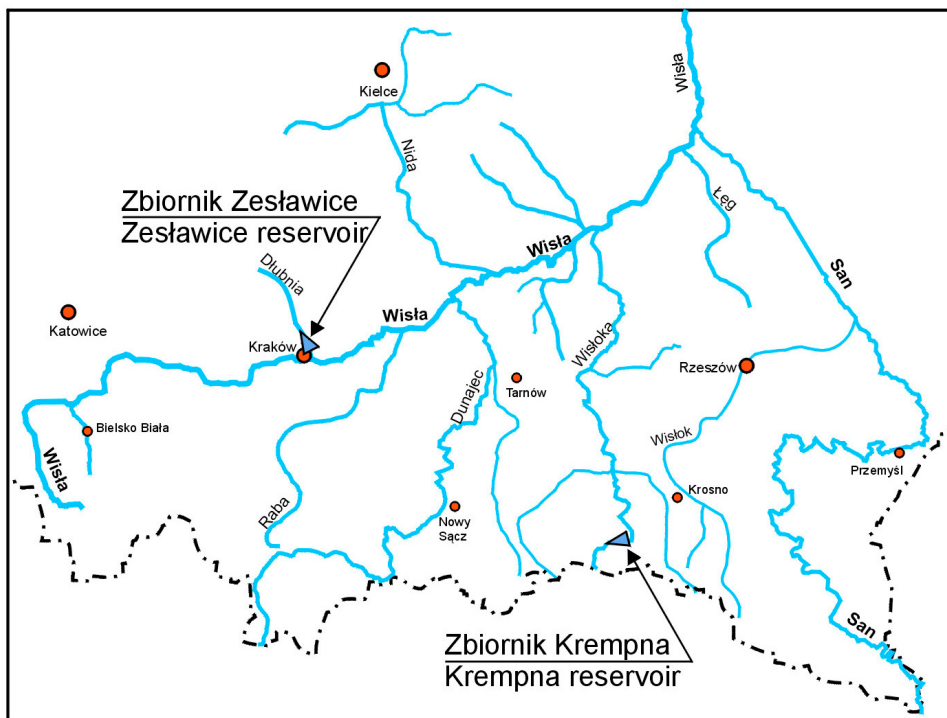 Wisła
Kielce
Nida
Łęg
Zbiornik Zesławice
Zesławice reservoir
Wisła
Dłubnia
San
Katowice
Wisła
Kraków
Wisłoka
Rzeszów
Dunajec
Tarnów
Bielsko Biała
Wisłok
Wisła
Przemyśl
Krosno
Raba
Nowy
Sącz
San
Zbiornik Krempna
Krempna reservoir